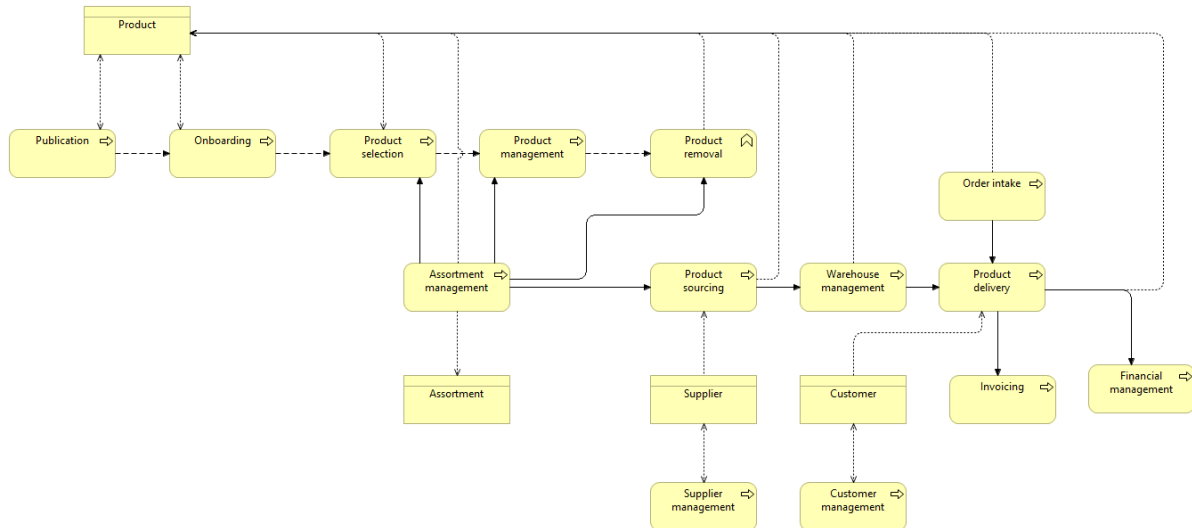 Product
Publication
Onboarding
Product
selection
Product
management
Product
removal
Order intake
Assortment
management
Product
sourcing
Warehouse
management
Product
delivery
Assortment
Supplier
Customer
Invoicing
Financial
management
Supplier
management
Customer
management